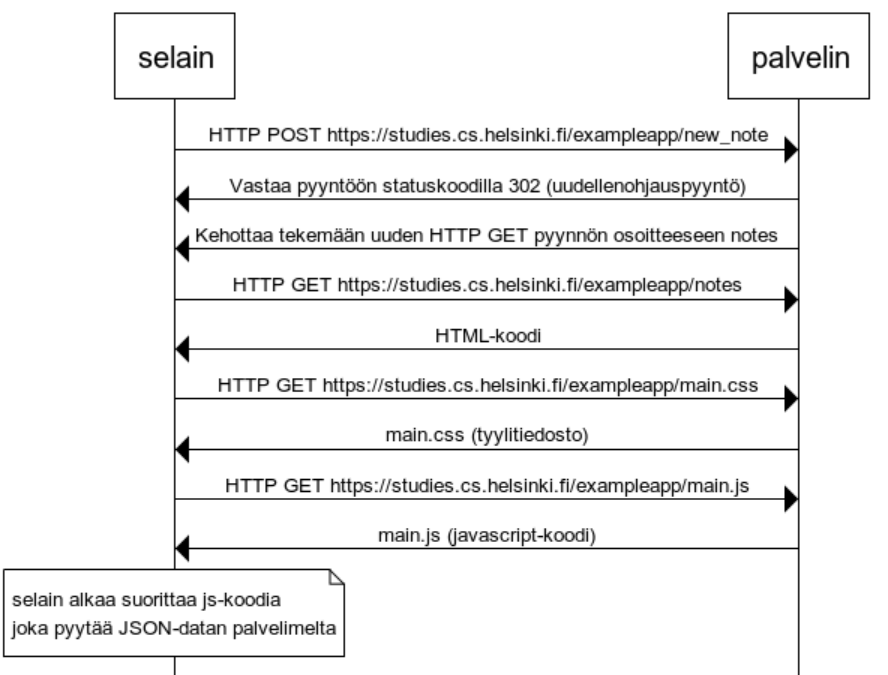 selain
palvelin
HTTP POST https://studies.cs.helsinki.fi/exampleapp/new_note
Vastaa pyyntöön statuskoodilla 302 (uudellenohjauspyyntö)
Kehottaa tekemään uuden HTTP GET pyynnön osoitteeseen notes
HTTP GET https://studies.cs.helsinki.fi/exampleapp/notes
HTML-koodi
HTTP GET https://studies.cs.helsinki.fi/exampleapp/main.css
main.css (tyylitiedosto)
HTTP GET https://studies.cs.helsinki.fi/exampleapp/main.js
main.js (javascript-koodi)
selain alkaa suorittaa js-koodia
joka pyytää JSON-datan palvelimelta